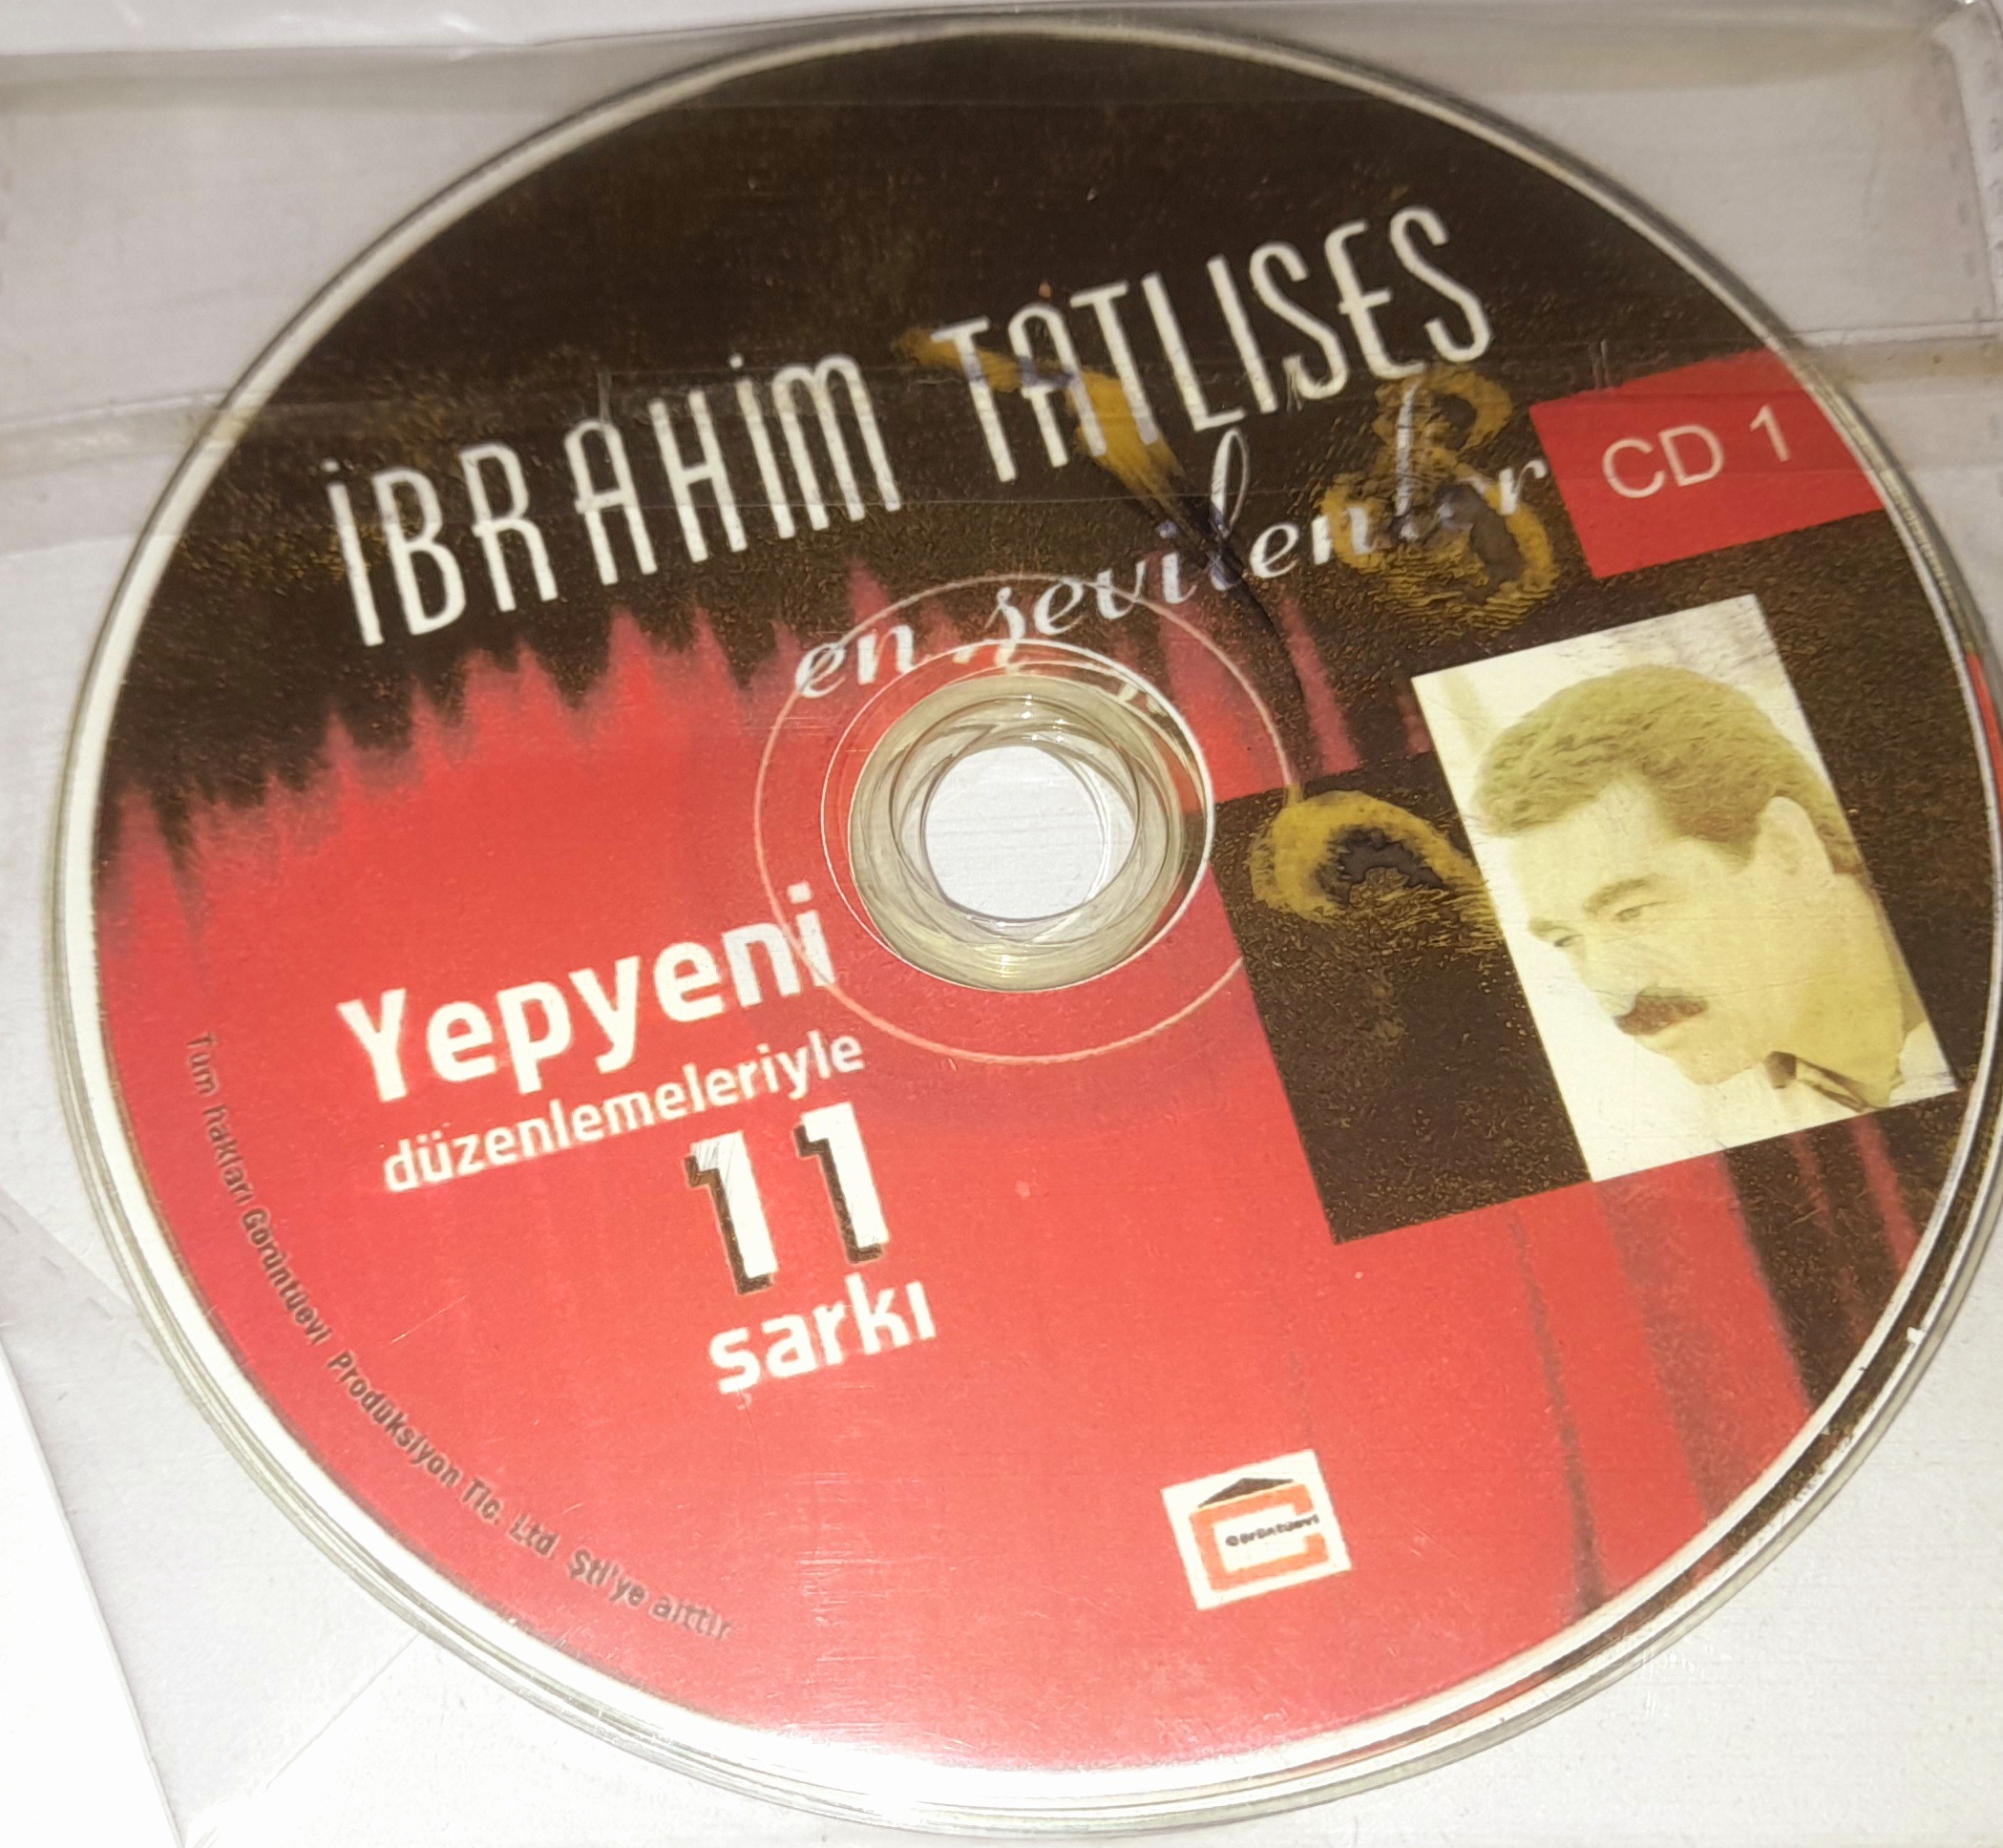 İBRAHİM TATLISES
en sevilenler
CD 1
Yepyeni
düzenlemeleriyle
11
şarkı
Tüm hakları Görüntüevi Prodüksiyon Tic. Ltd. Şti'ye aittir
Görüntüevi